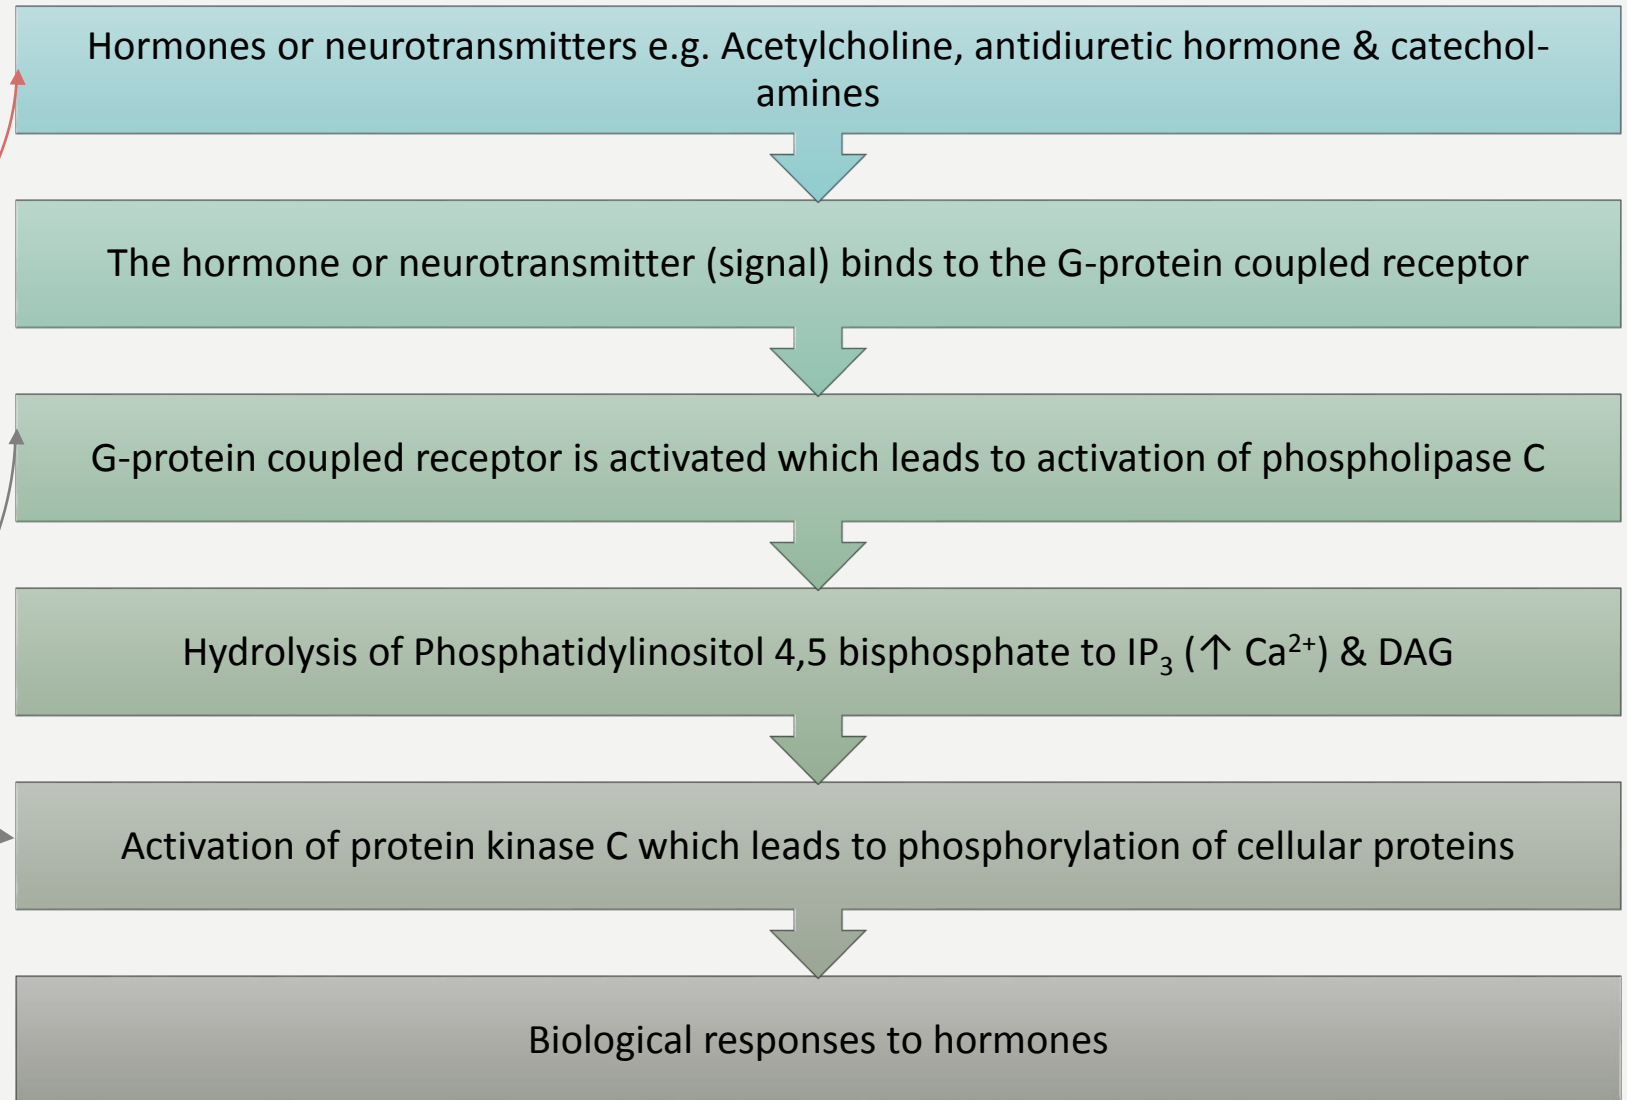 Hormones or neurotransmitters e.g. Acetylcholine, antidiuretic hormone & catechol-
amines
The hormone or neurotransmitter (signal) binds to the G-protein coupled receptor
G-protein coupled receptor is activated which leads to activation of phospholipase C
Hydrolysis of Phosphatidylinositol 4,5 bisphosphate to IP₃ (↑ Ca²⁺) & DAG
Activation of protein kinase C which leads to phosphorylation of cellular proteins
Biological responses to hormones